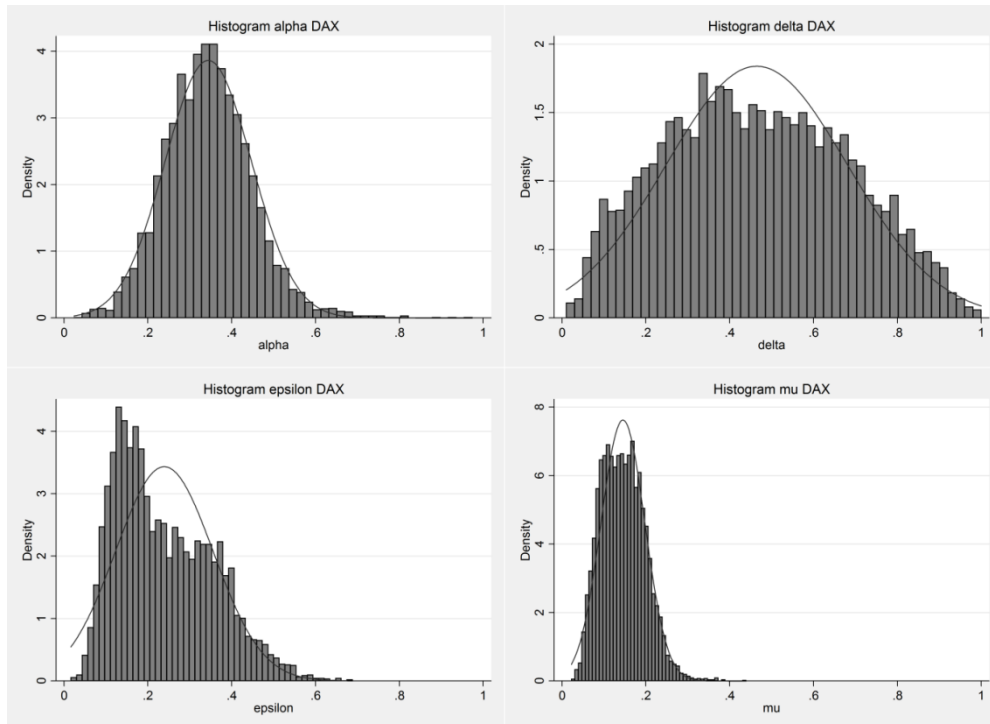 Histogram alpha DAX
Density
0 1 2 3 4
0 .2 .4 .6 .8 1
alpha
Histogram delta DAX
Density
0 .5 1 1.5 2
0 .2 .4 .6 .8 1
delta
Histogram epsilon DAX
Density
0 1 2 3 4
0 .2 .4 .6 .8 1
epsilon
Histogram mu DAX
Density
0 2 4 6 8
0 .2 .4 .6 .8 1
mu